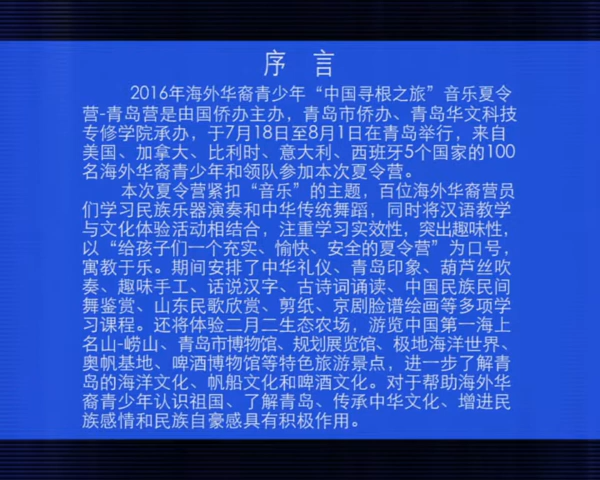 序 言
2016年海外华裔青少年“中国寻根之旅”音乐夏令
营-青岛营是由国侨办主办，青岛市侨办、青岛华文科技
专修学院承办，于7月18日至8月1日在青岛举行，来自
美国、加拿大、比利时、意大利、西班牙5个国家的100
名海外华裔青少年和领队参加本次夏令营。
本次夏令营紧扣“音乐”的主题，百位海外华裔营员
们学习民族乐器演奏和中华传统舞蹈，同时将汉语教学
与文化体验活动相结合，注重学习实效性，突出趣味性，
以“给孩子们一个充实、愉快、安全的夏令营”为口号，
寓教于乐。期间安排了中华礼仪、青岛印象、葫芦丝吹
奏、趣味手工、话说汉字、古诗词诵读、中国民族民间
舞鉴赏、山东民歌欣赏、剪纸、京剧脸谱绘画等多项学
习课程。还将体验二月二生态农场，游览中国第一海上
名山-崂山、青岛市博物馆、规划展览馆、极地海洋世界、
奥帆基地、啤酒博物馆等特色旅游景点，进一步了解青
岛的海洋文化、帆船文化和啤酒文化。对于帮助海外华
裔青少年认识祖国、了解青岛、传承中华文化、增进民
族感情和民族自豪感具有积极作用。